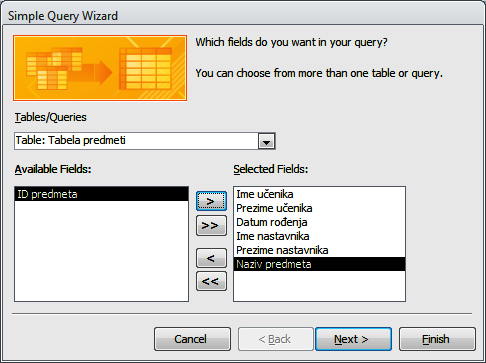 Simple Query Wizard
Which fields do you want in your query?
You can choose from more than one table or query.
Tables/Queries
Table: Tabela predmeti
Available Fields:
Selected Fields:
ID predmeta
>
>>
<
<<
Ime učenika
Prezime učenika
Datum rođenja
Ime nastavnika
Prezime nastavnika
Naziv predmeta
Cancel
< Back
Next >
Finish